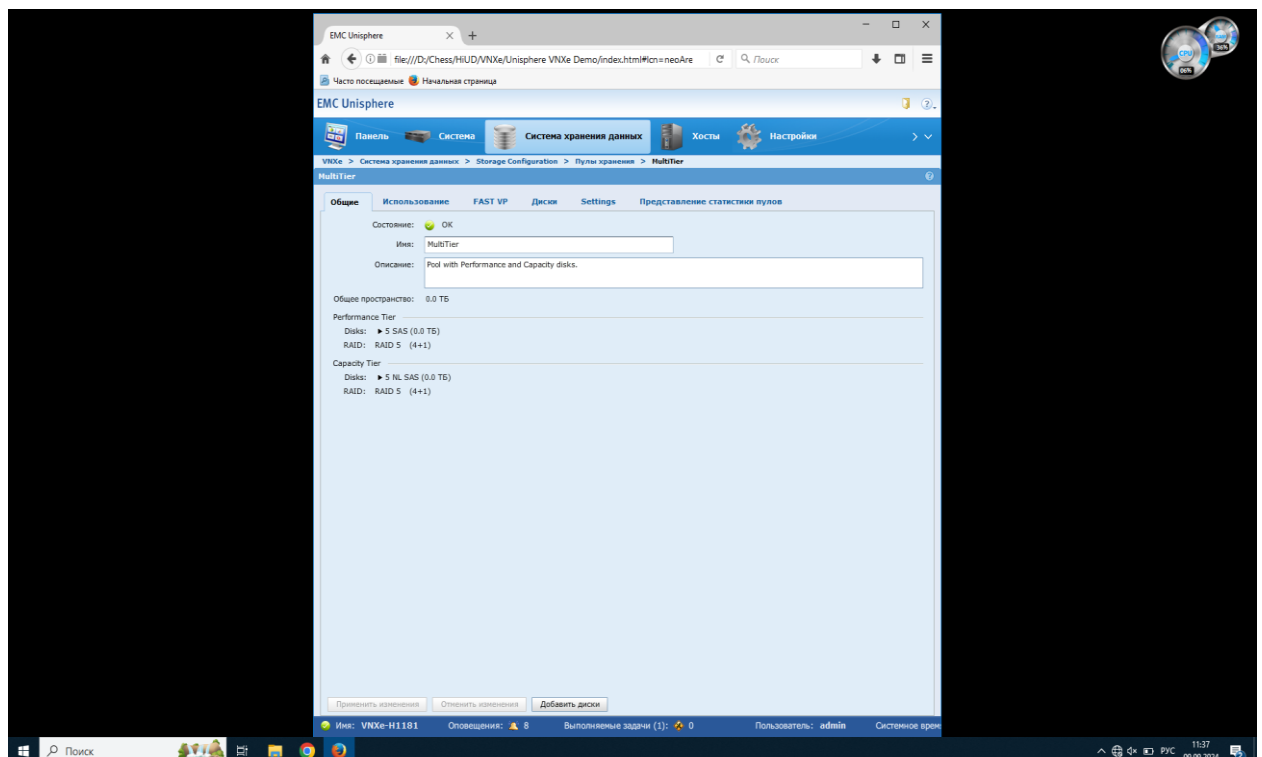 EMC Unisphere
file:///D:/Chess/HiUD/VNXe/Unisphere VNXe Demo/index.html#lcn=neoAre
Поиск
Часто посещаемые Начальная страница
EMC Unisphere
Панель Система Система хранения данных Хосты Настройки
VNXe > Система хранения данных > Storage Configuration > Пулы хранения > MultiTier
MultiTier
Общие Использование FAST VP Диски Settings Представление статистики пулов
Состояние: OK
Имя: MultiTier
Описание: Pool with Performance and Capacity disks.
Общее пространство: 0.0 ТБ
Performance Tier
Disks: 5 SAS (0.0 ТБ)
RAID: RAID 5 (4+1)
Capacity Tier
Disks: 5 NL SAS (0.0 ТБ)
RAID: RAID 5 (4+1)
Применить изменения Отменить изменения Добавить диски
Имя: VNXe-H1181 Оповещения: 8 Выполняемые задачи (1): 0 Пользователь: admin Системное врем
Поиск
РУС 11:37
CPU
06%
36%